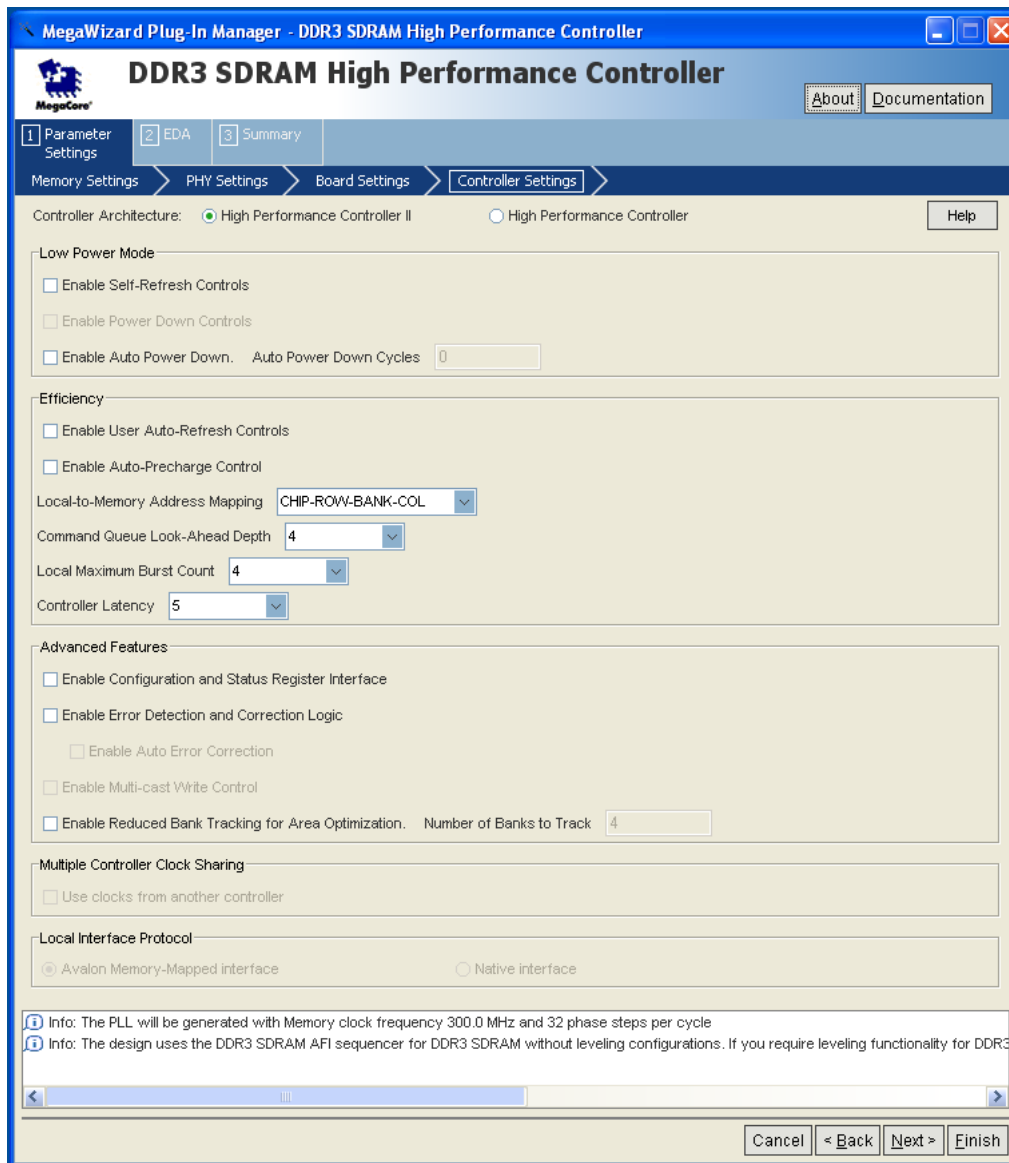 MegaWizard Plug-In Manager - DDR3 SDRAM High Performance Controller
DDR3 SDRAM High Performance Controller
MegaCore®
About Documentation
1 Parameter Settings
2 EDA
3 Summary
Memory Settings PHY Settings Board Settings Controller Settings
Controller Architecture: High Performance Controller II High Performance Controller Help
Low Power Mode
Enable Self-Refresh Controls
Enable Power Down Controls
Enable Auto Power Down. Auto Power Down Cycles 0
Efficiency
Enable User Auto-Refresh Controls
Enable Auto-Precharge Control
Local-to-Memory Address Mapping CHIP-ROW-BANK-COL
Command Queue Look-Ahead Depth 4
Local Maximum Burst Count 4
Controller Latency 5
Advanced Features
Enable Configuration and Status Register Interface
Enable Error Detection and Correction Logic
Enable Auto Error Correction
Enable Multi-cast Write Control
Enable Reduced Bank Tracking for Area Optimization. Number of Banks to Track 4
Multiple Controller Clock Sharing
Use clocks from another controller
Local Interface Protocol
Avalon Memory-Mapped interface Native interface
Info: The PLL will be generated with Memory clock frequency 300.0 MHz and 32 phase steps per cycle
Info: The design uses the DDR3 SDRAM AFI sequencer for DDR3 SDRAM without leveling configurations. If you require leveling functionality for DDR3
Cancel < Back Next > Finish